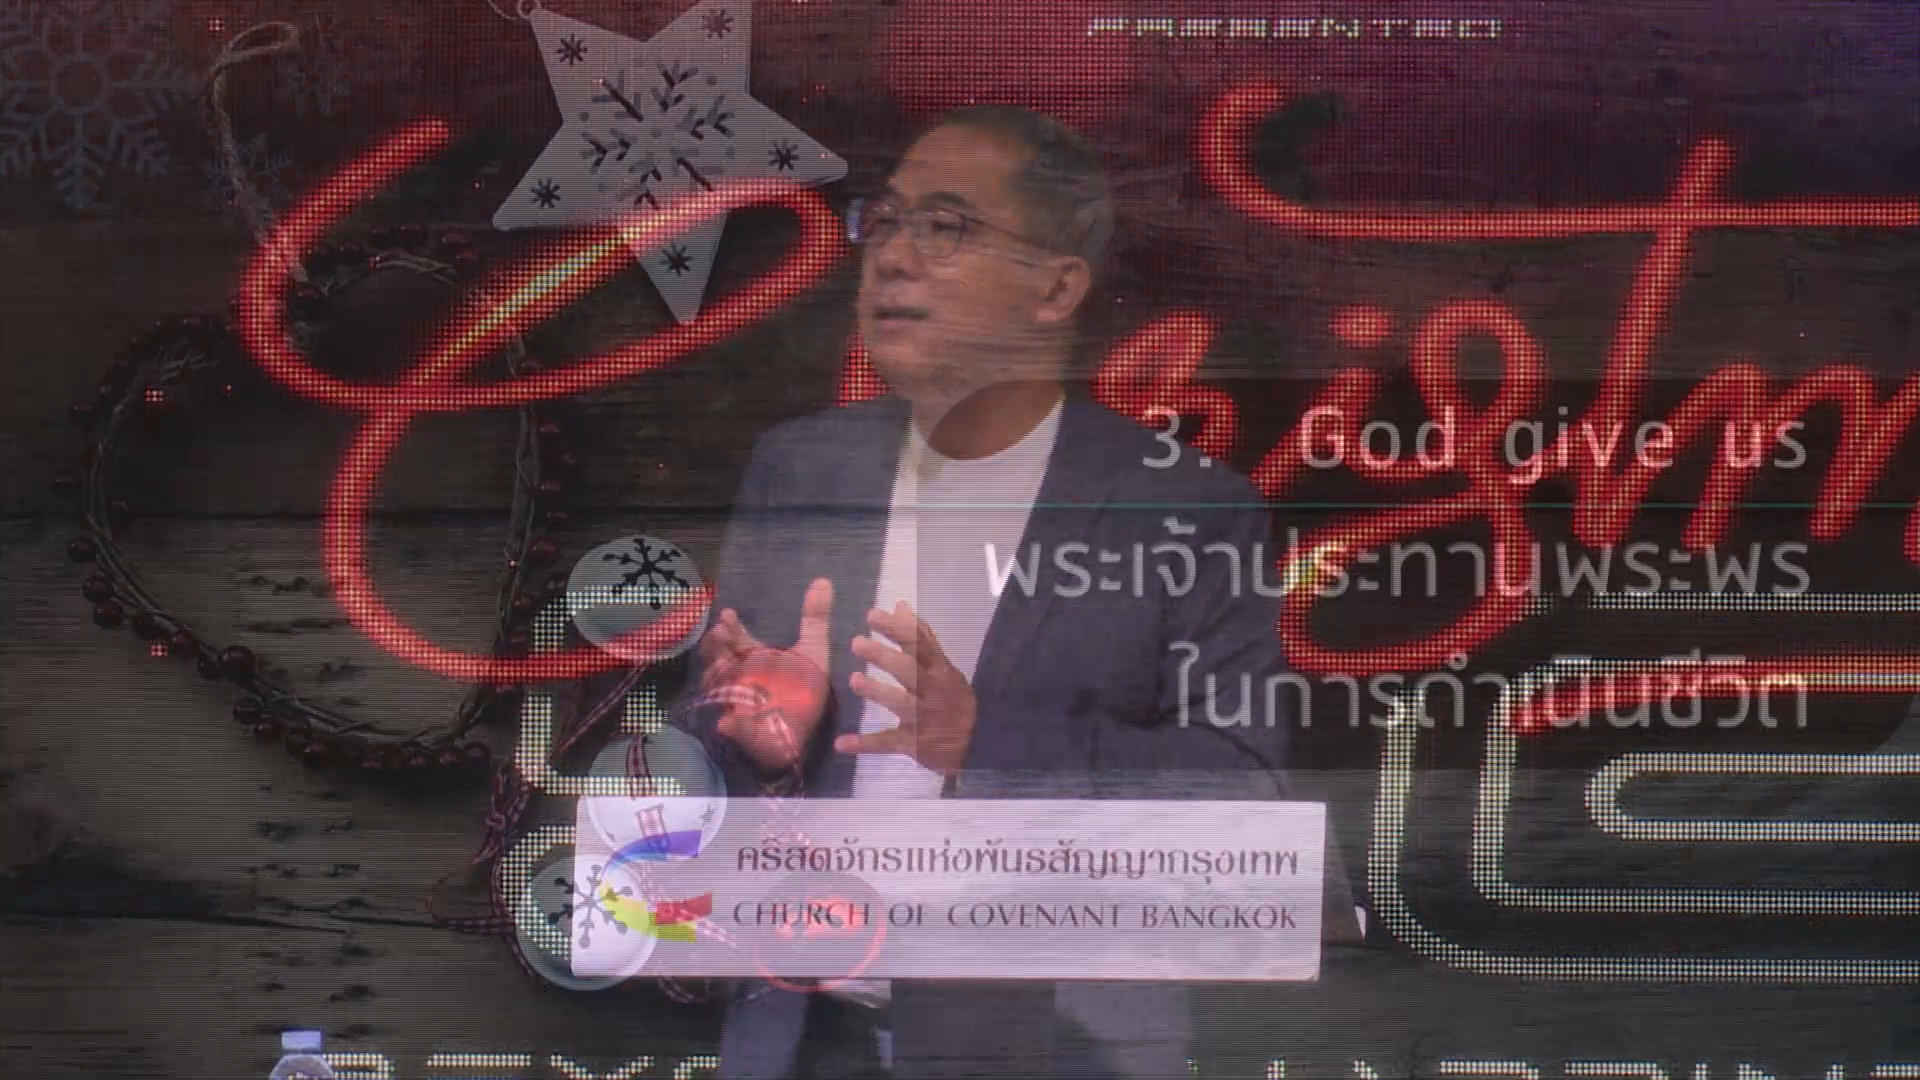 PRESENTED
Christm
3. God give us
พระเจ้าประทานพระพร
ในการดำเนินชีวิต
คริสตจักรแห่งพันธสัญญากรุงเทพ
CHURCH OF COVENANT BANGKOK